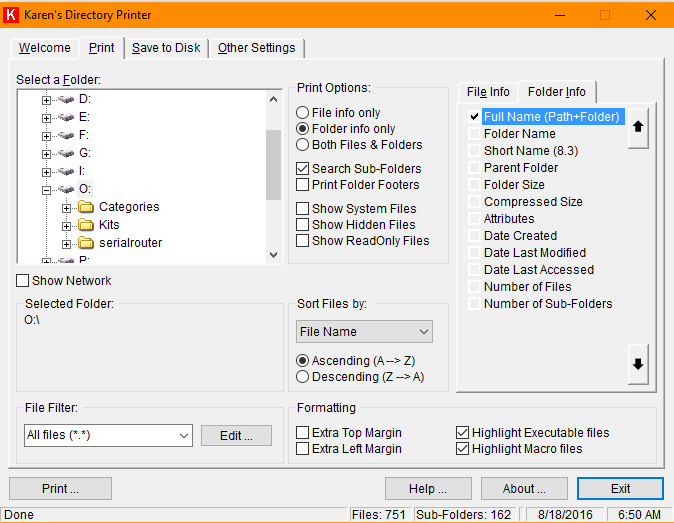 K Karen's Directory Printer
Welcome Print Save to Disk Other Settings
Select a Folder:
D:
E:
F:
G:
I:
O:
Categories
Kits
serialrouter
P:
Show Network
Selected Folder:
O:\
File Filter:
All files (*.*)
Edit ...
Print Options:
File info only
Folder info only
Both Files & Folders
Search Sub-Folders
Print Folder Footers
Show System Files
Show Hidden Files
Show ReadOnly Files
Sort Files by:
File Name
Ascending (A --> Z)
Descending (Z --> A)
File Info Folder Info
Full Name (Path+Folder)
Folder Name
Short Name (8.3)
Parent Folder
Folder Size
Compressed Size
Attributes
Date Created
Date Last Modified
Date Last Accessed
Number of Files
Number of Sub-Folders
Formatting
Extra Top Margin
Extra Left Margin
Highlight Executable files
Highlight Macro files
Print ... Help ... About ... Exit
Done Files: 751 Sub-Folders: 162 8/18/2016 6:50 AM